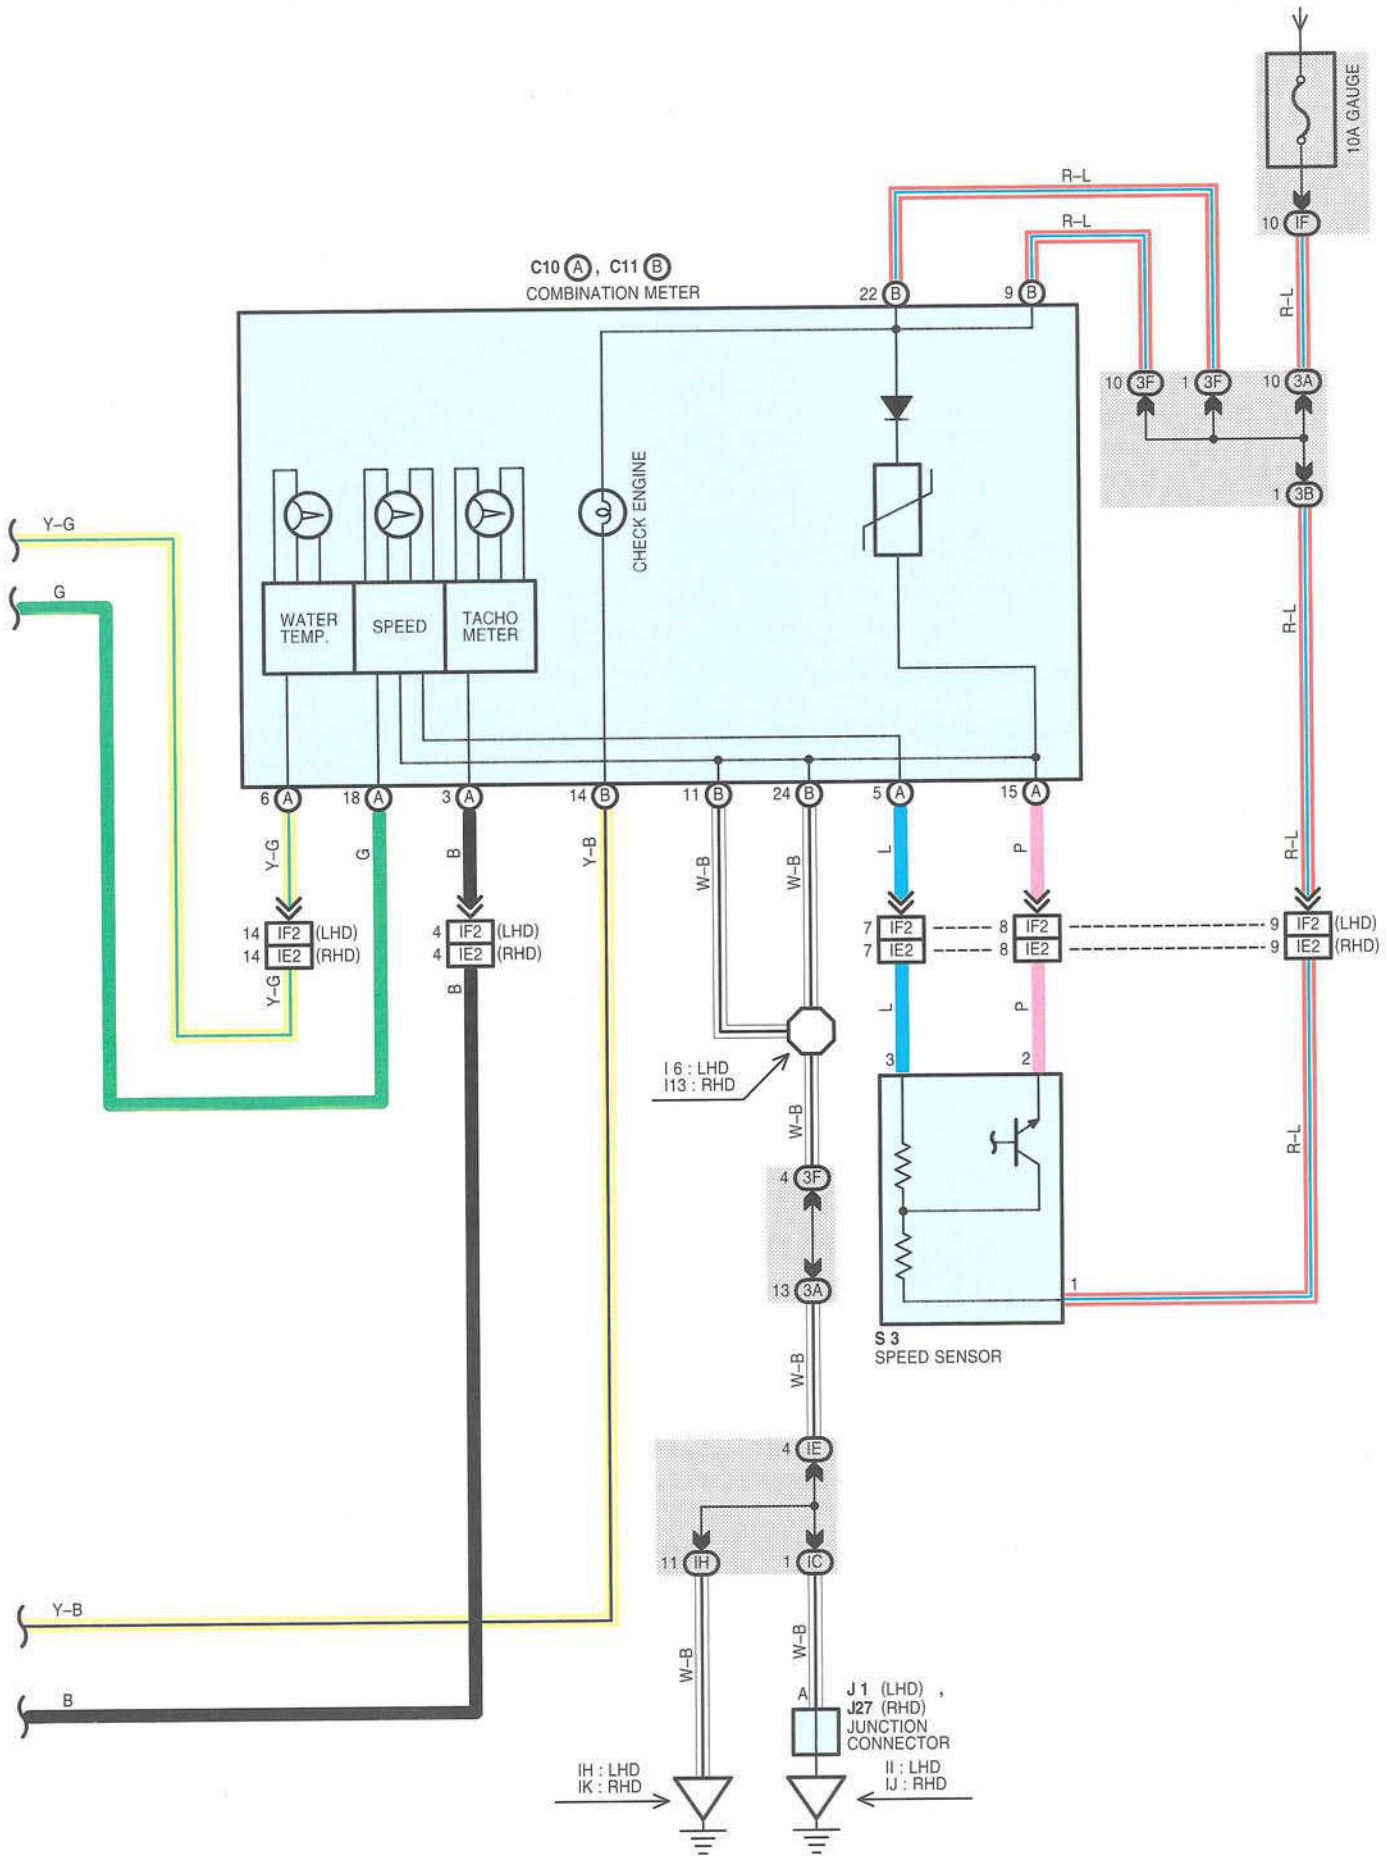 10A GAUGE
10 IF
R–L
R–L
R–L
C10 A , C11 B
COMBINATION METER
22 B
9 B
10 3F
1 3F
10 3A
1 3B
CHECK ENGINE
WATER
TEMP.
SPEED
TACHO
METER
Y–G
G
R–L
6 A
18 A
3 A
14 B
11 B
24 B
5 A
15 A
Y–G
G
B
Y–B
W–B
W–B
L
P
R–L
14 IF2 (LHD)
14 IE2 (RHD)
4 IF2 (LHD)
4 IE2 (RHD)
7 IF2
7 IE2
8 IF2
8 IE2
9 IF2 (LHD)
9 IE2 (RHD)
Y–G
B
L
P
R–L
I 6 : LHD
I13 : RHD
3
2
1
W–B
4 3F
13 3A
S 3
SPEED SENSOR
W–B
4 IE
11 IH
1 IC
Y–B
B
W–B
W–B
A
J 1 (LHD) ,
J27 (RHD)
JUNCTION
CONNECTOR
IH : LHD
IK : RHD
II : LHD
IJ : RHD